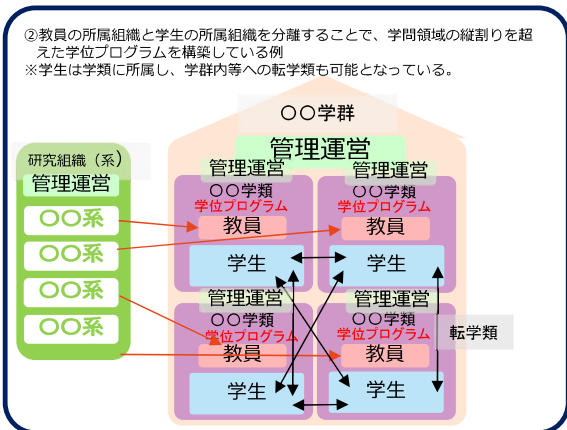 ②教員の所属組織と学生の所属組織を分離することで、学問領域の縦割りを超
えた学位プログラムを構築している例
※学生は学類に所属し、学群内等への転学類も可能となっている。
〇〇学群
管理運営
研究組織（系）
管理運営
〇〇系
〇〇系
〇〇系
〇〇系
管理運営
〇〇学類
学位プログラム
教員
学生
管理運営
〇〇学類
学位プログラム
教員
学生
管理運営
〇〇学類
学位プログラム
教員
学生
管理運営
〇〇学類
学位プログラム
教員
学生
転学類